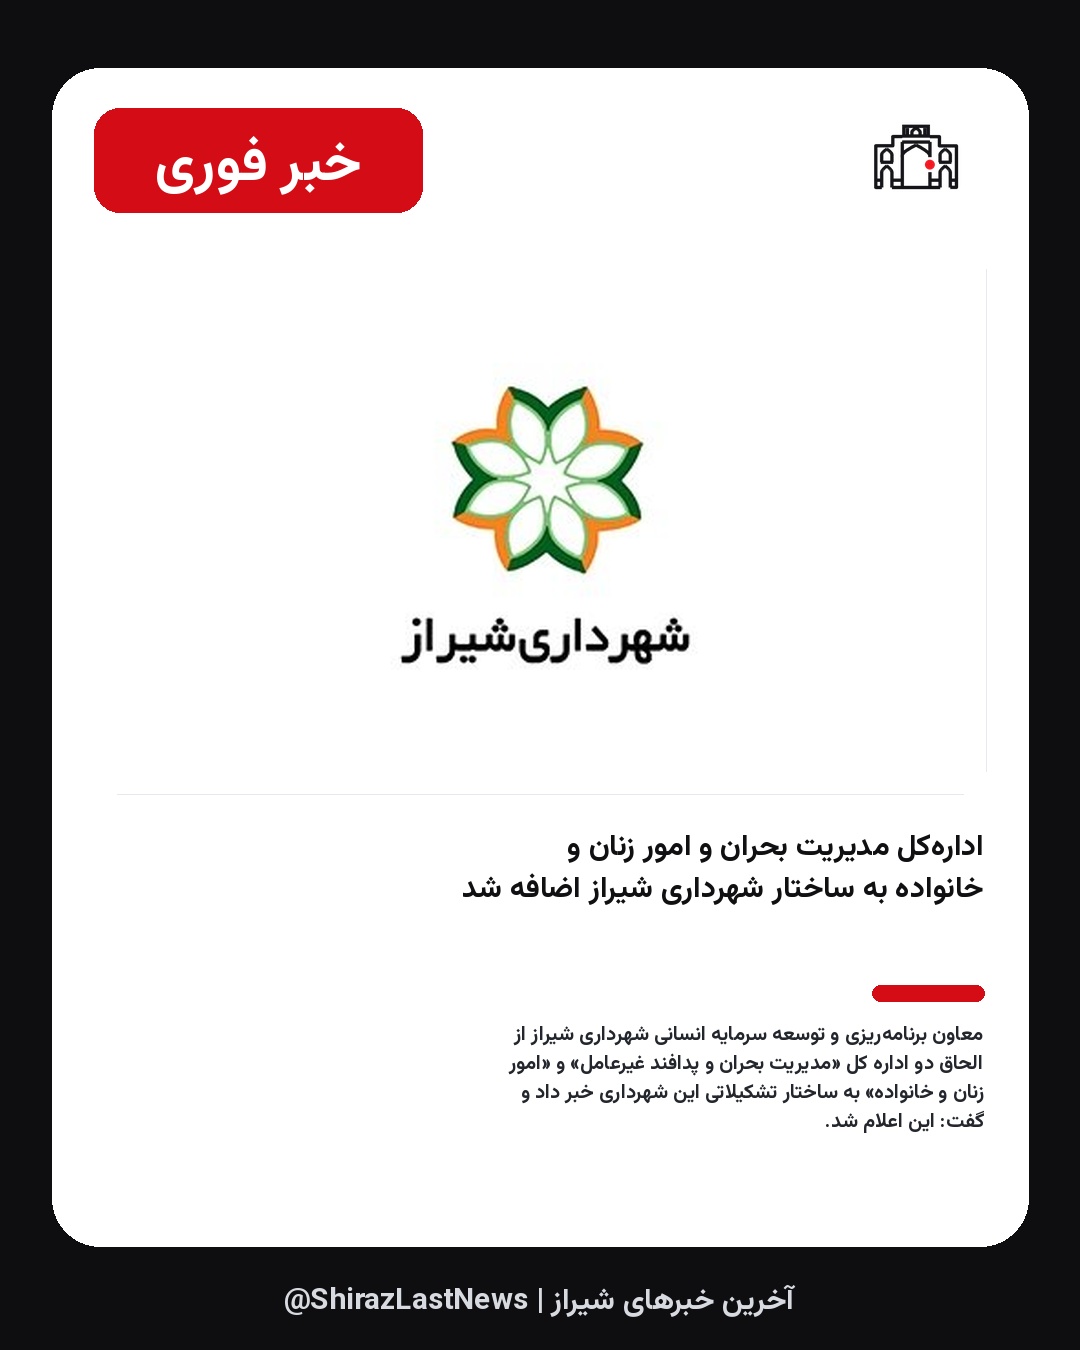 خبر فوری
شهرداری‌شیراز
اداره‌کل مدیریت بحران و امور زنان و
خانواده به ساختار شهرداری شیراز اضافه شد
معاون برنامه‌ریزی و توسعه سرمایه انسانی شهرداری شیراز از
الحاق دو اداره کل «مدیریت بحران و پدافند غیرعامل» و «امور
زنان و خانواده» به ساختار تشکیلاتی این شهرداری خبر داد و
گفت: این اعلام شد.
آخرین خبرهای شیراز | @ShirazLastNews